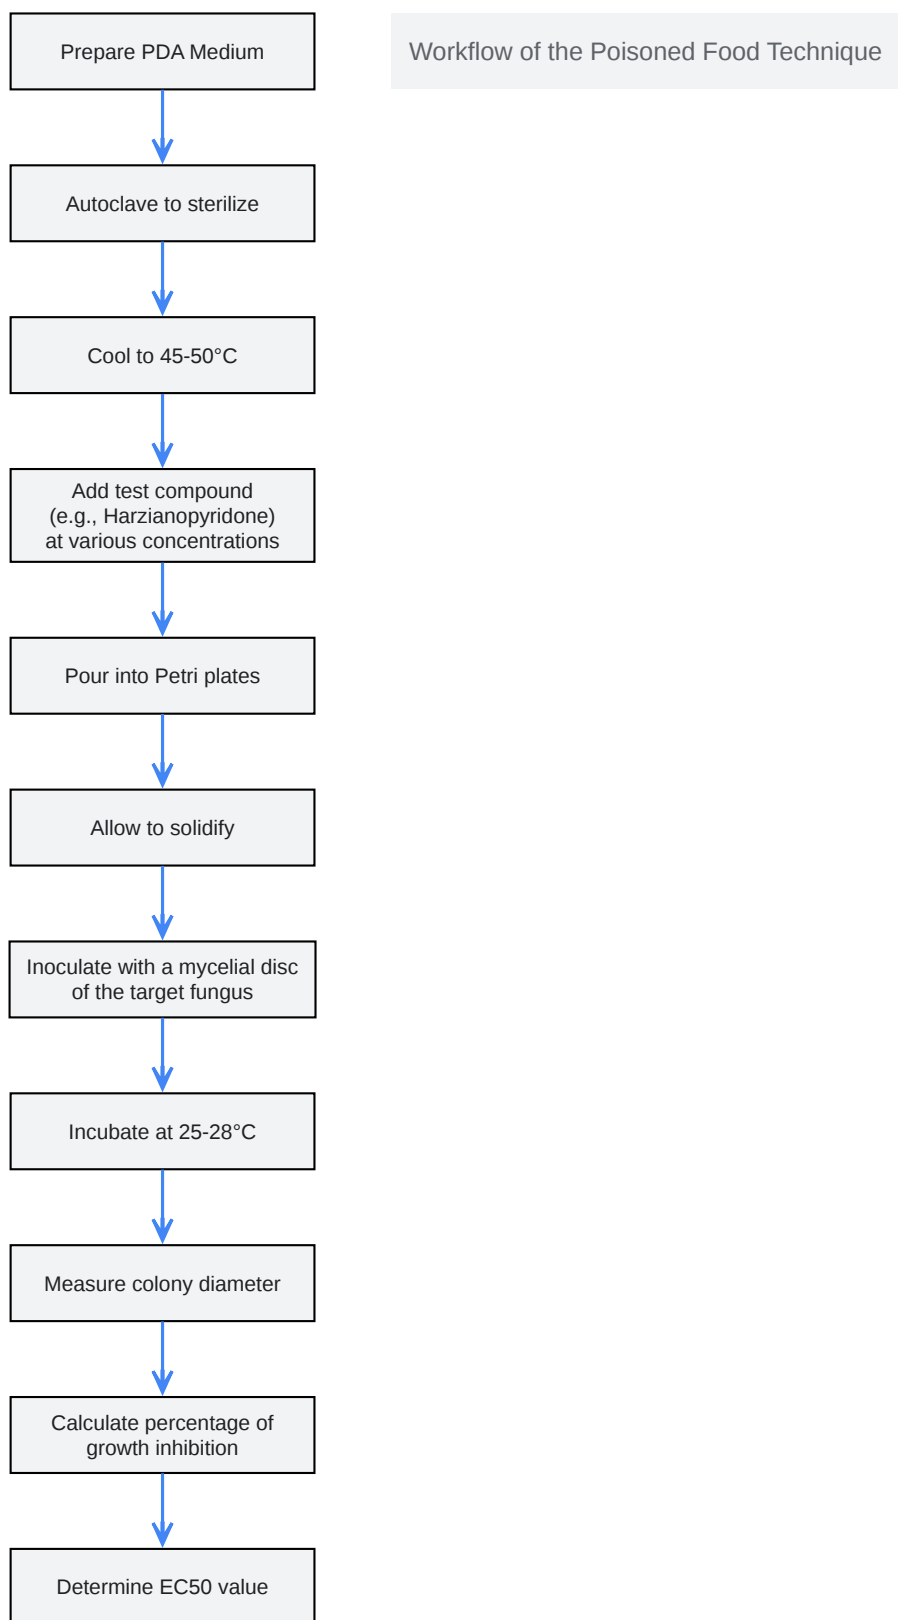 Prepare PDA Medium
Workflow of the Poisoned Food Technique
Autoclave to sterilize
Cool to 45-50°C
Add test compound
(e.g., Harzianopyridone)
at various concentrations
Pour into Petri plates
Allow to solidify
Inoculate with a mycelial disc
of the target fungus
Incubate at 25-28°C
Measure colony diameter
Calculate percentage of
growth inhibition
Determine EC50 value